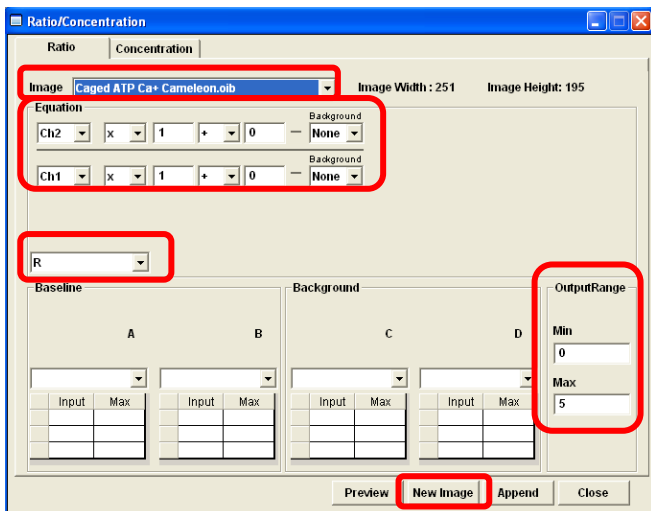 Ratio/Concentration
Ratio Concentration
Image Caged ATP Ca+ Cameleon.oib Image Width : 251 Image Height: 195
Equation
Background
Ch2 x 1 + 0 — None
Background
Ch1 x 1 + 0 — None
R
Baseline Background OutputRange
A B C D Min
0
Max
Input Max Input Max Input Max Input Max 5
Preview New Image Append Close